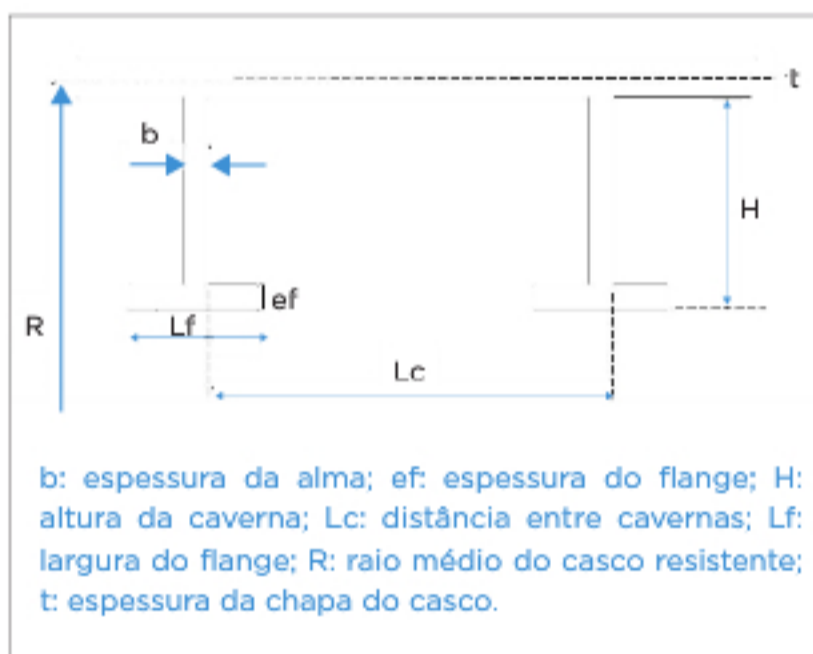 t
b
H
ef
R
Lf
Lc
b: espessura da alma; ef: espessura do flange; H:
altura da caverna; Lc: distância entre cavernas; Lf:
largura do flange; R: raio médio do casco resistente;
t: espessura da chapa do casco.